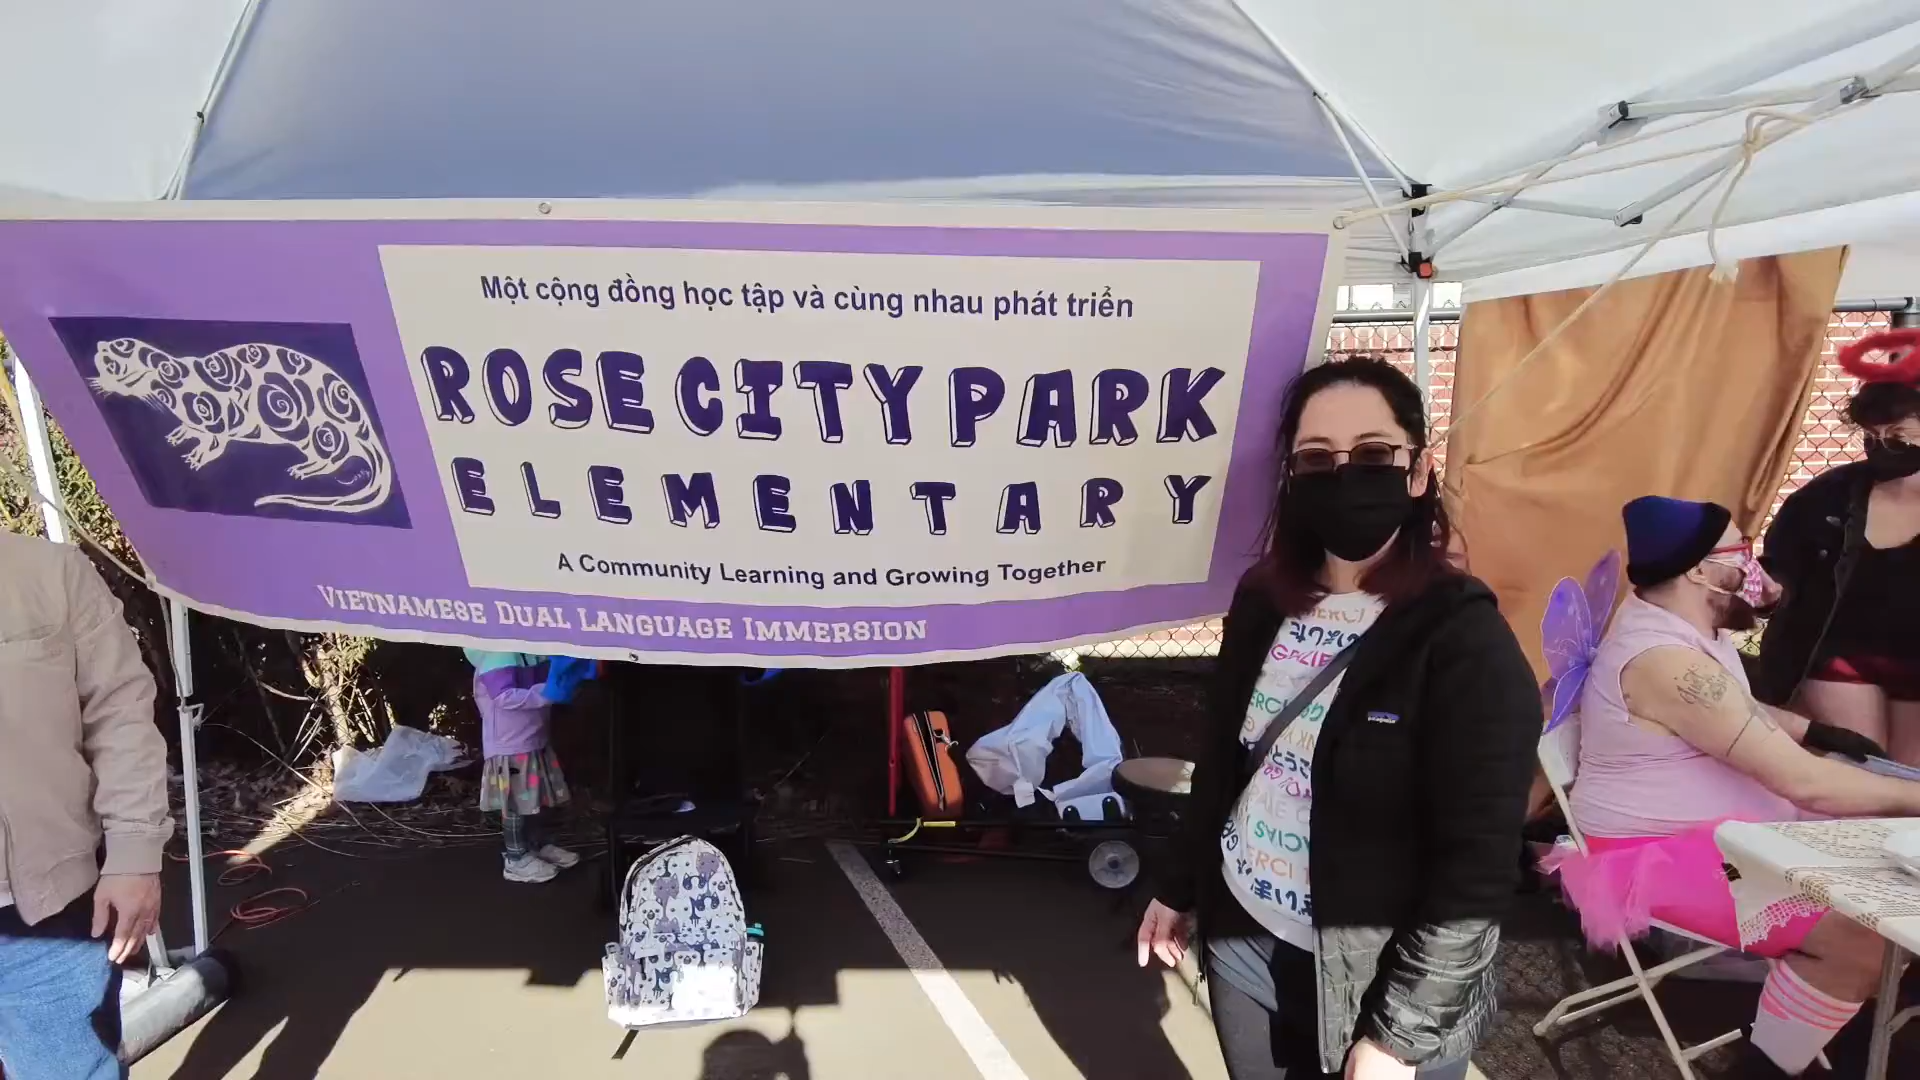 Một cộng đồng học tập và cùng nhau phát triển
ROSE CITY PARK
ELEMENTARY
A Community Learning and Growing Together
VIETNAMESE DUAL LANGUAGE IMMERSION
patagonia